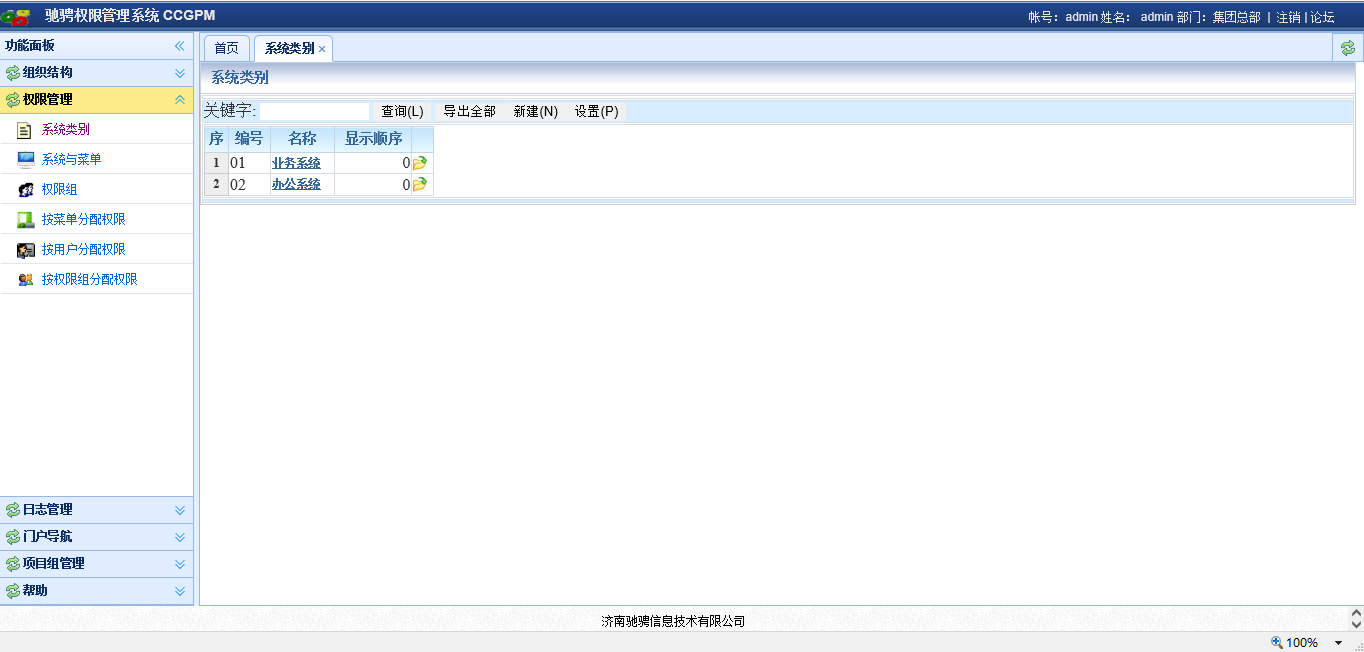 驰骋权限管理系统 CCGPM
帐号: admin 姓名: admin 部门: 集团总部 | 注销 | 论坛
功能面板
组织结构
权限管理
系统类别
系统与菜单
权限组
按菜单分配权限
按用户分配权限
按权限组分配权限
日志管理
门户导航
项目组管理
帮助
首页 系统类别 ×
系统类别
关键字: 查询(L) 导出全部 新建(N) 设置(P)
序 编号 名称 显示顺序
1 01 业务系统 0
2 02 办公系统 0
济南驰骋信息技术有限公司
100%